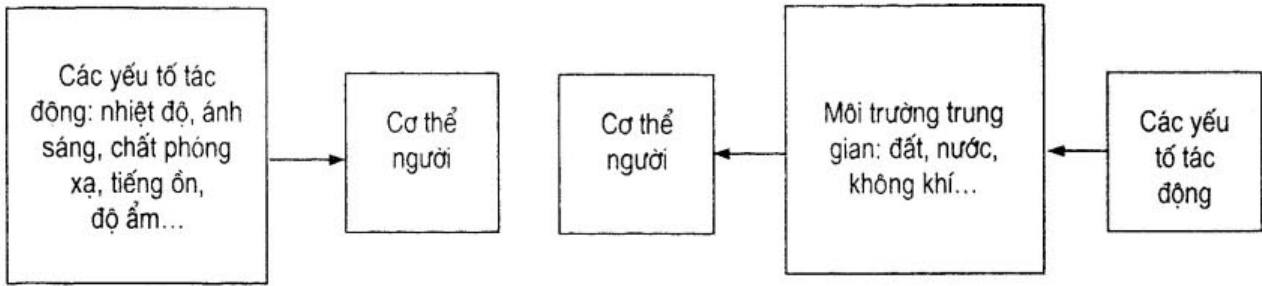 Các yếu tố tác
động: nhiệt độ, ánh
sáng, chất phóng
xạ, tiếng ồn,
độ ẩm...
Cơ thể
người
Cơ thể
người
Môi trường trung
gian: đất, nước,
không khí...
Các yếu
tố tác
động